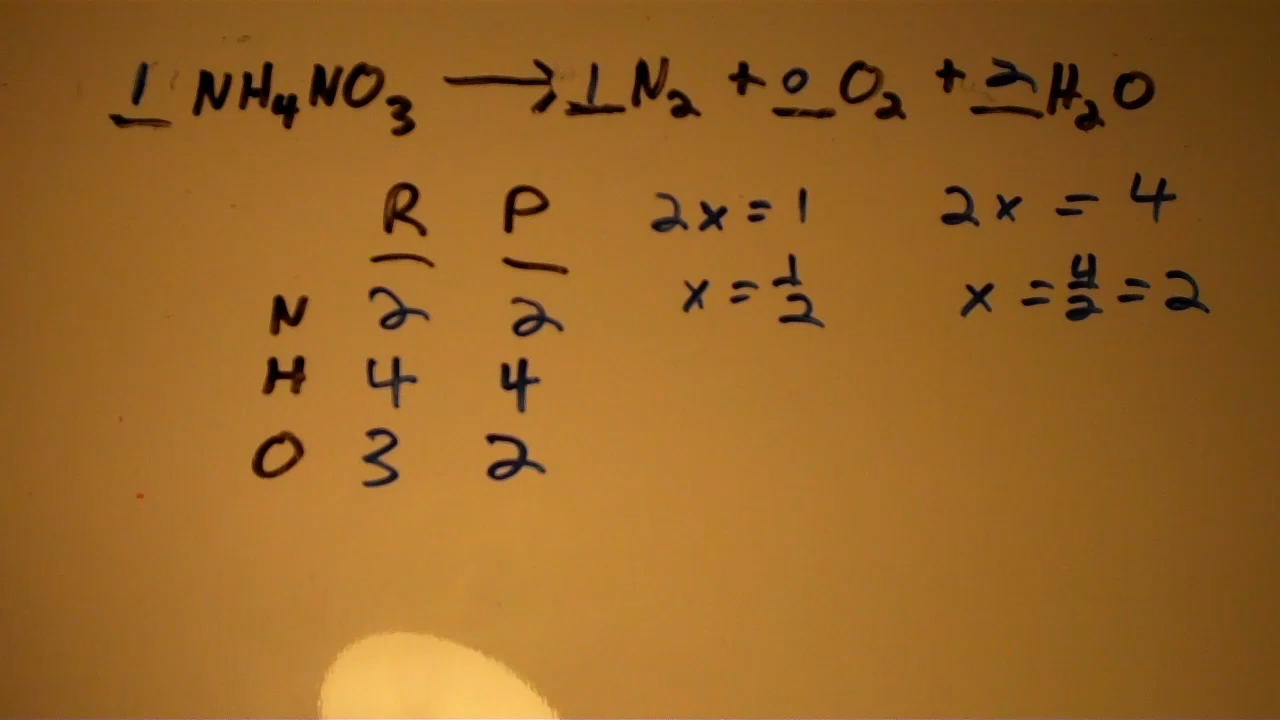 1 NH₄NO₃ → 1 N₂ + 0 O₂ + 2 H₂O
R P 2x = 1 2x = 4
N 2 2 x = 1/2 x = 4/2 = 2
H 4 4
O 3 2